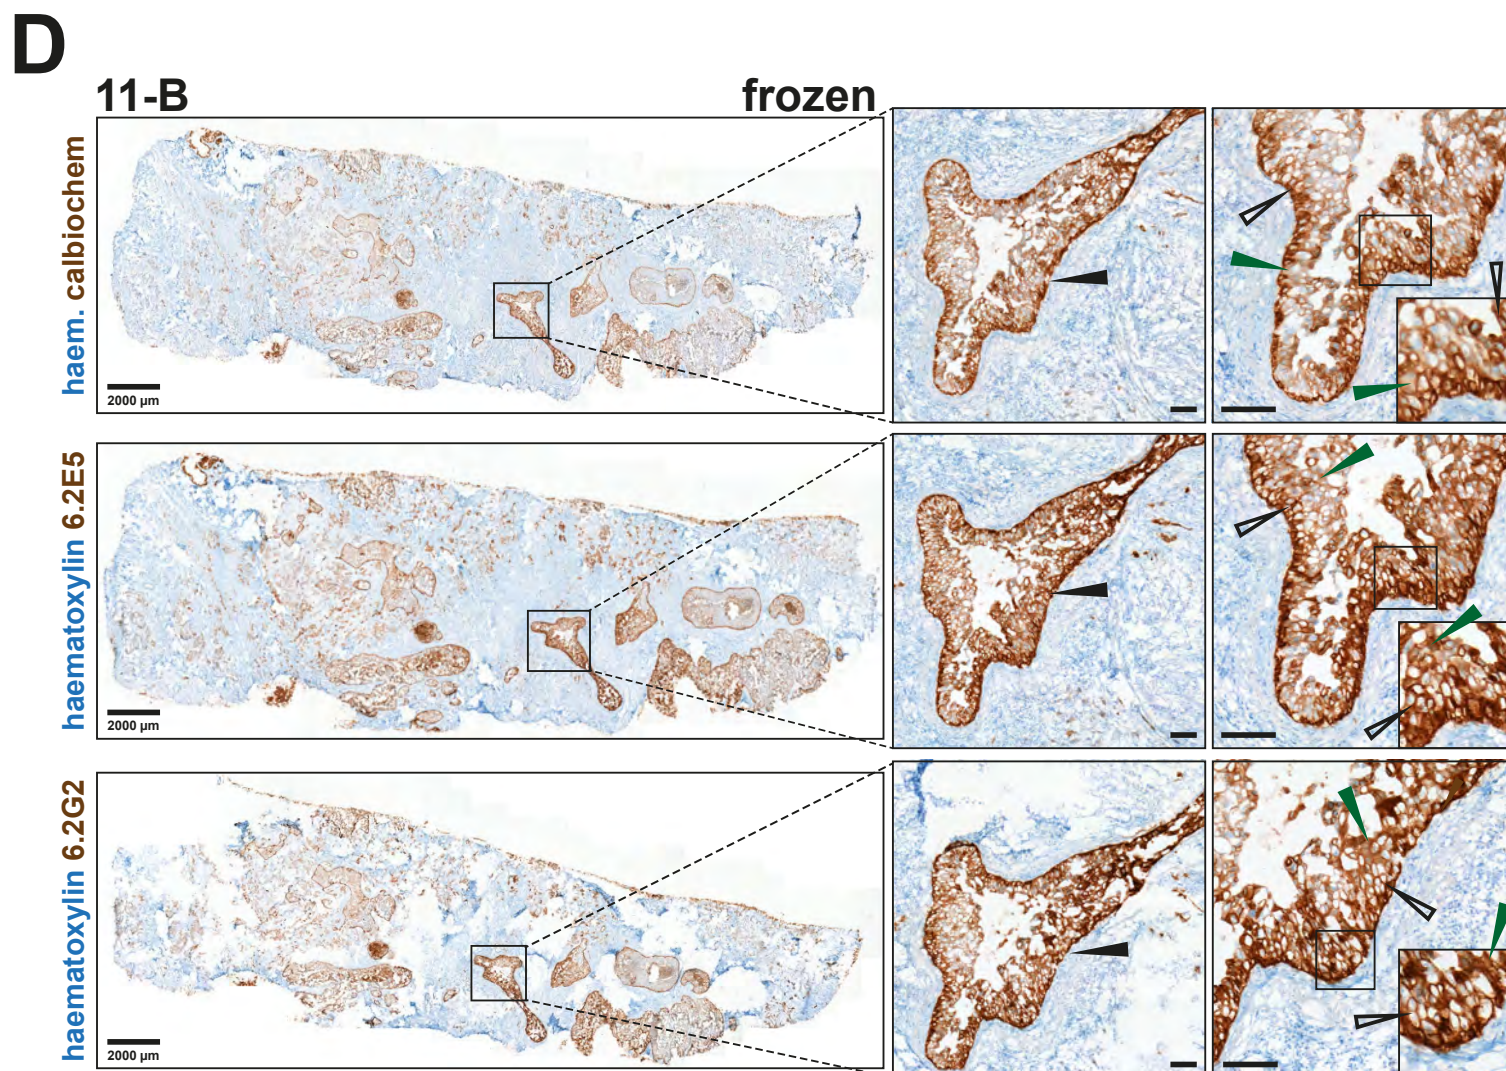 D
11-B
frozen
haem. calbiochem
2000 µm
haematoxylin 6.2E5
2000 µm
haematoxylin 6.2G2
2000 µm